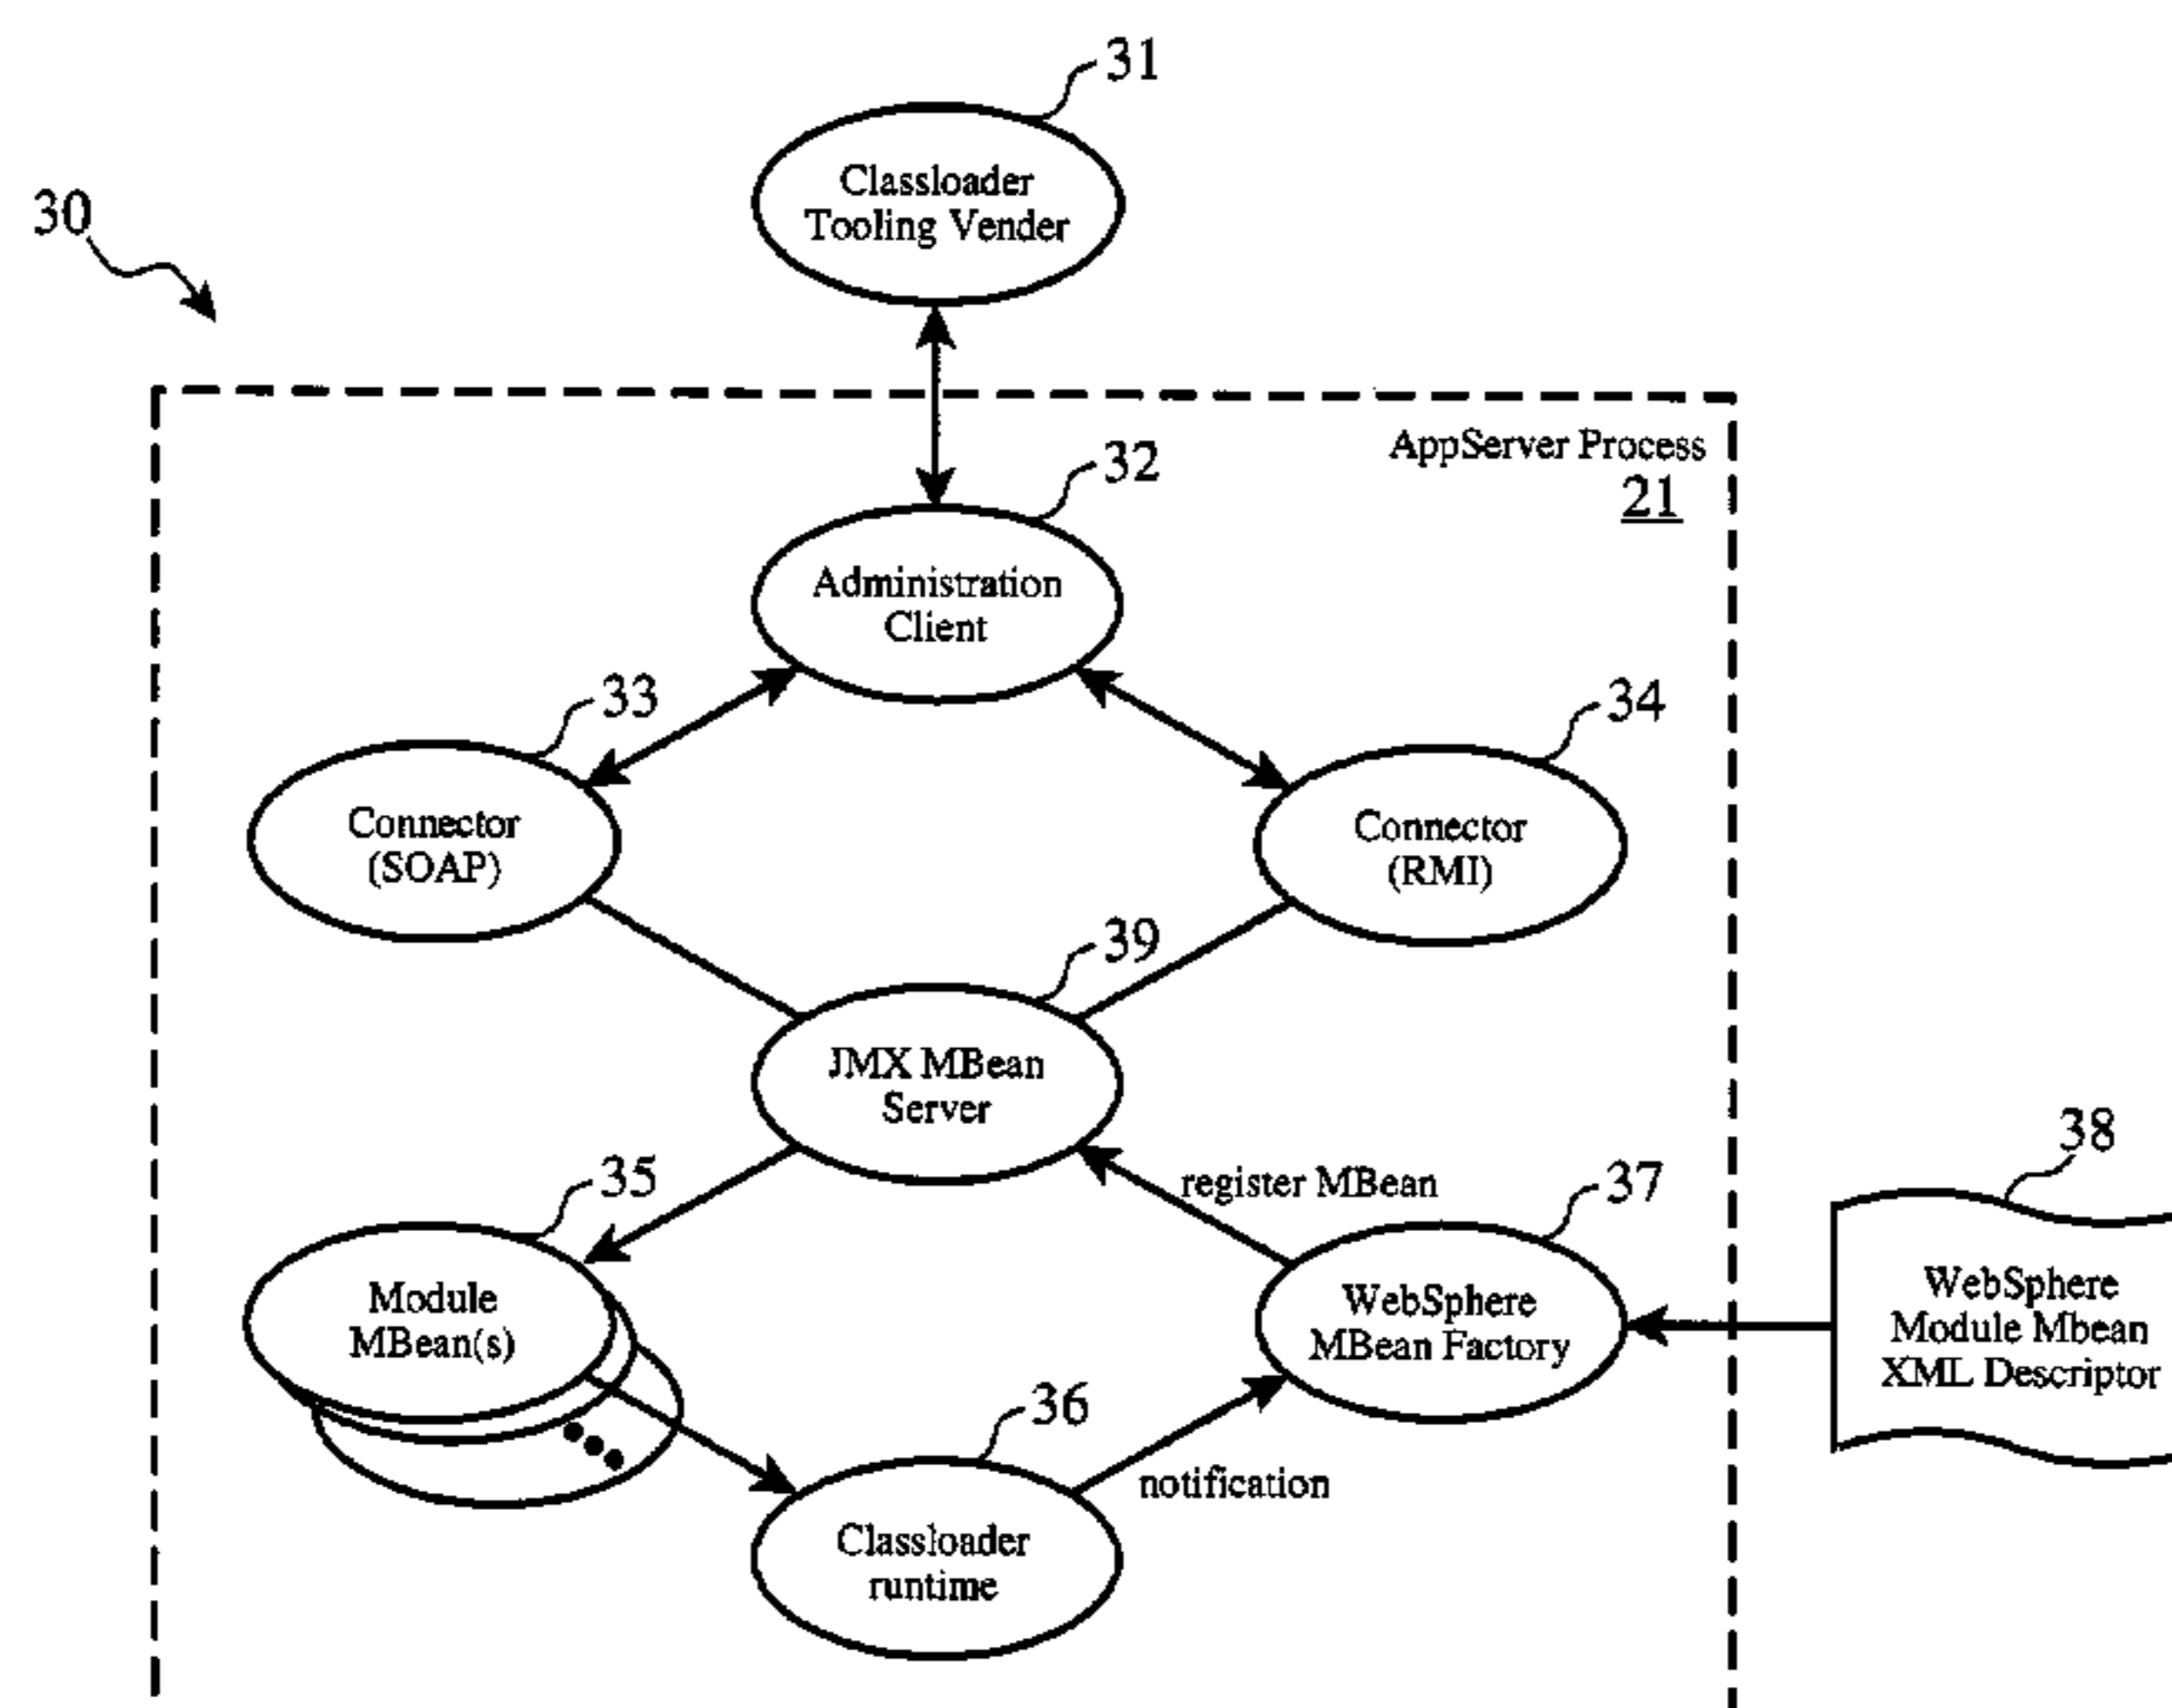 31
Classloader
Tooling Vender
30
AppServer Process
21
32
Administration
Client
33
34
Connector
(SOAP)
Connector
(RMI)
39
JMX MBean
Server
38
35
register MBean
37
Module
MBean(s)
WebSphere
MBean Factory
WebSphere
Module Mbean
XML Descriptor
36
notification
Classloader
runtime